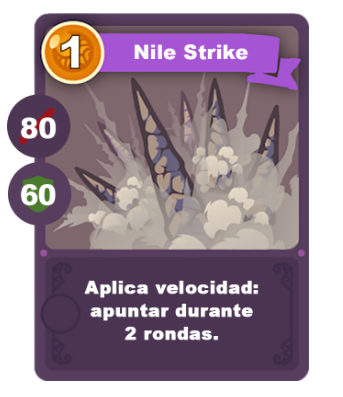 1
Nile Strike
80
60
Aplica velocidad:
apuntar durante
2 rondas.